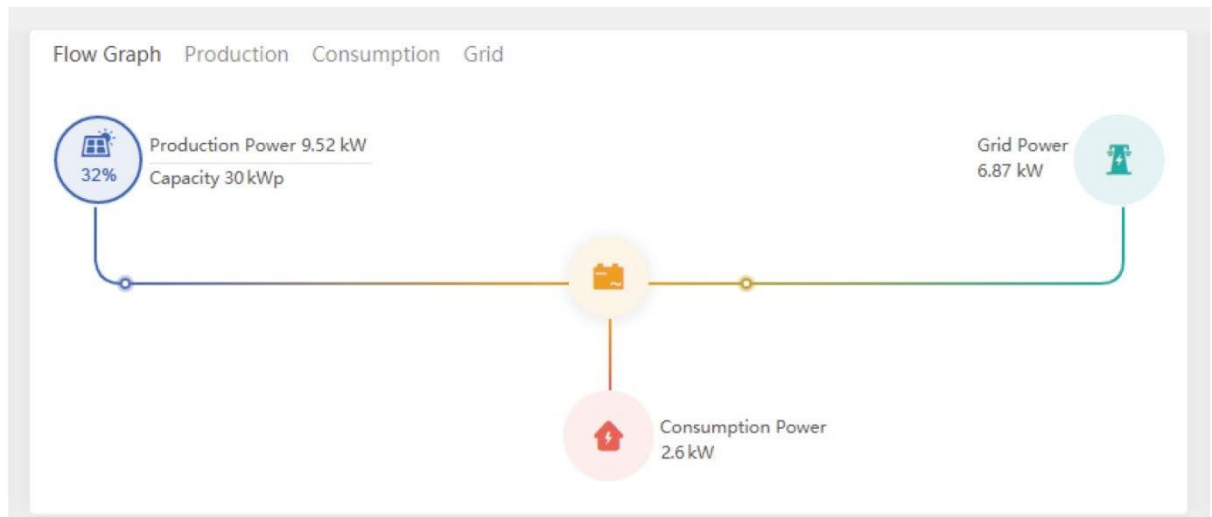 Flow Graph Production Consumption Grid
32%
Production Power 9.52 kW
Capacity 30 kWp
Grid Power
6.87 kW
Consumption Power
2.6 kW